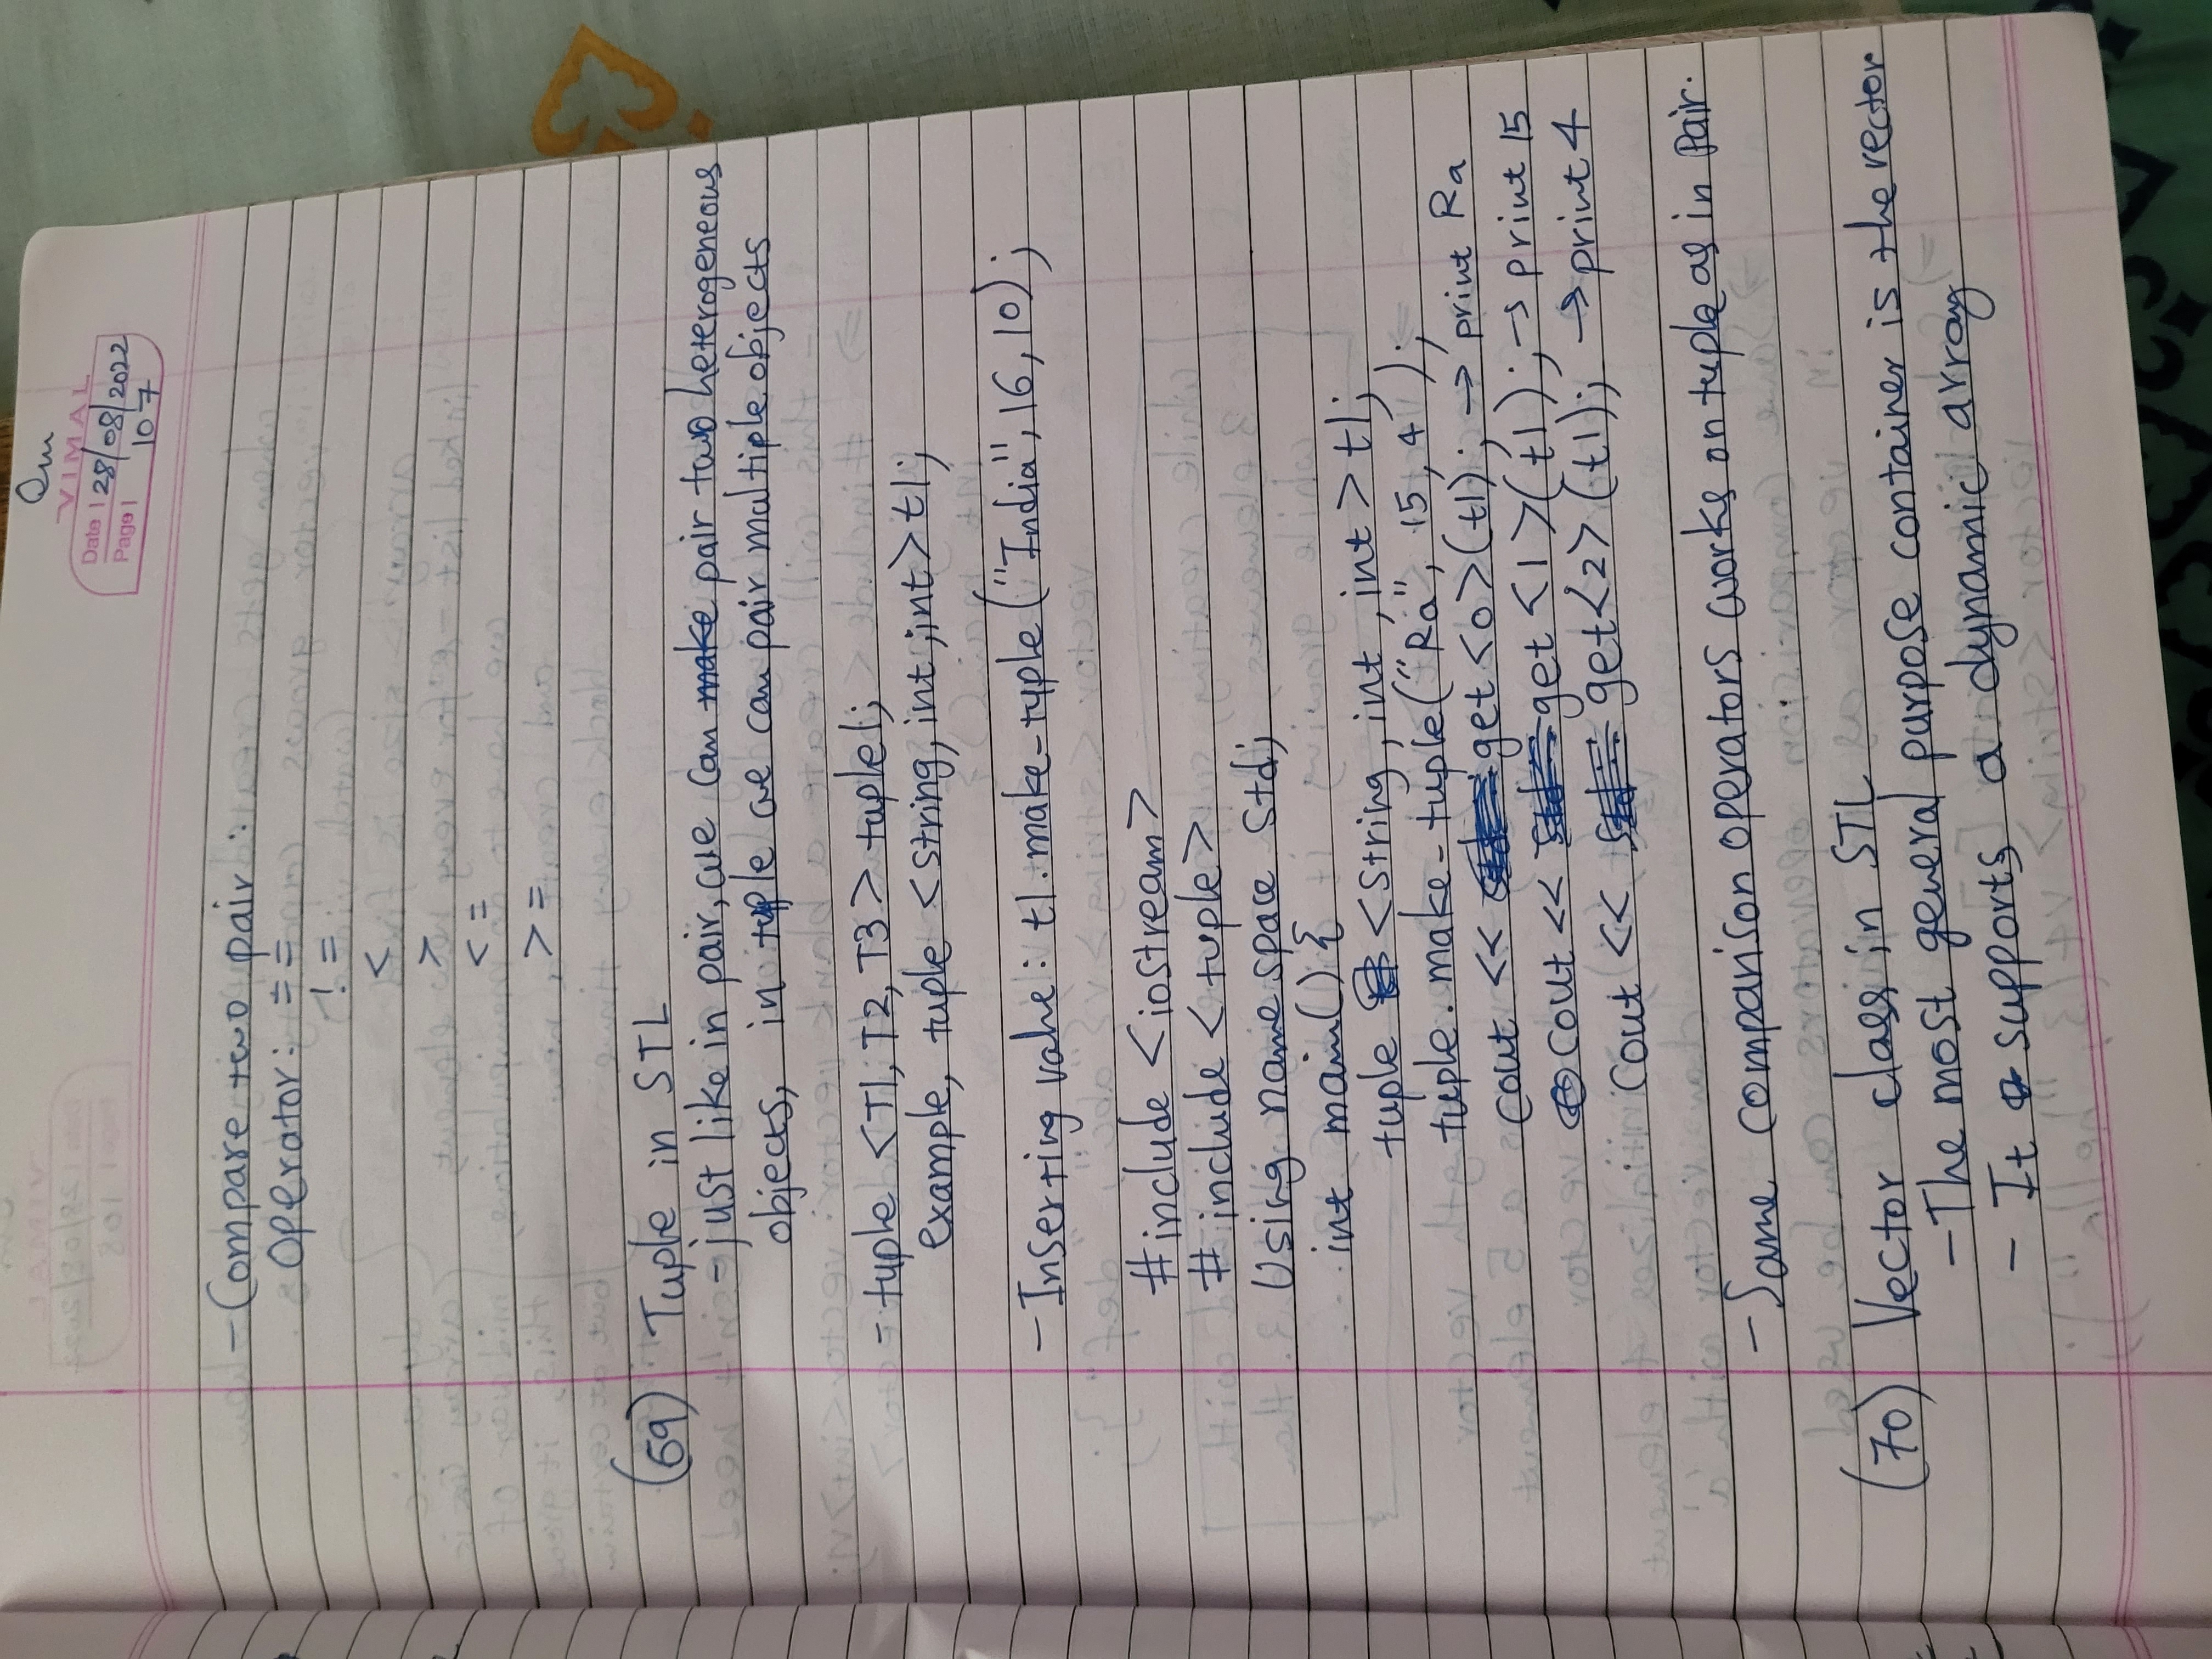 Om
VIMAL
Date | 28/08/2022
Page | 107
- Compare two pair :
Operator: ==
! =
<
>
< =
> =
(69) Tuple in STL
- just like in pair, we can make pair two heterogeneous
objects, in tuple we can pair multiple objects
- tuple <T1, T2, T3> tuple1;
example, tuple <string, int, int> t1;
- Inserting value : t1.make-typle ("India", 16, 10);
#include <iostream>
# include <tuple>
Using name space Std;
int main() {
tuple <String, int, int> t1;
tuple. make-tuple("Ra", 15, 4 );
cout << get <0>(t1); → print Ra
cout << get <1>(t1); → print 15
Cout << get<2>(t1); → print 4
- Same comparison operators works on tuple as in Pair.
(70) Vector class in STL
- The most general purpose container is the vector
- It supports a dynamic array